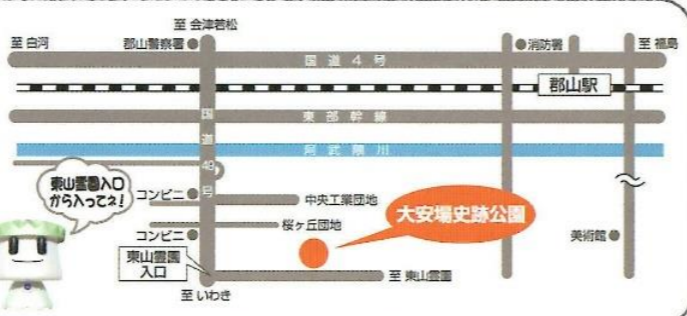 至 会津若松
至 白河
郡山警察署
消防署
至 福島
国道4号
郡山駅
東部幹線
国道49号
阿武隈川
東山霊園入口
から入ってネ!
コンビニ
中央工業団地
大安場史跡公園
桜ヶ丘団地
コンビニ
美術館
東山霊園
入口
至 東山霊園
至 いわき